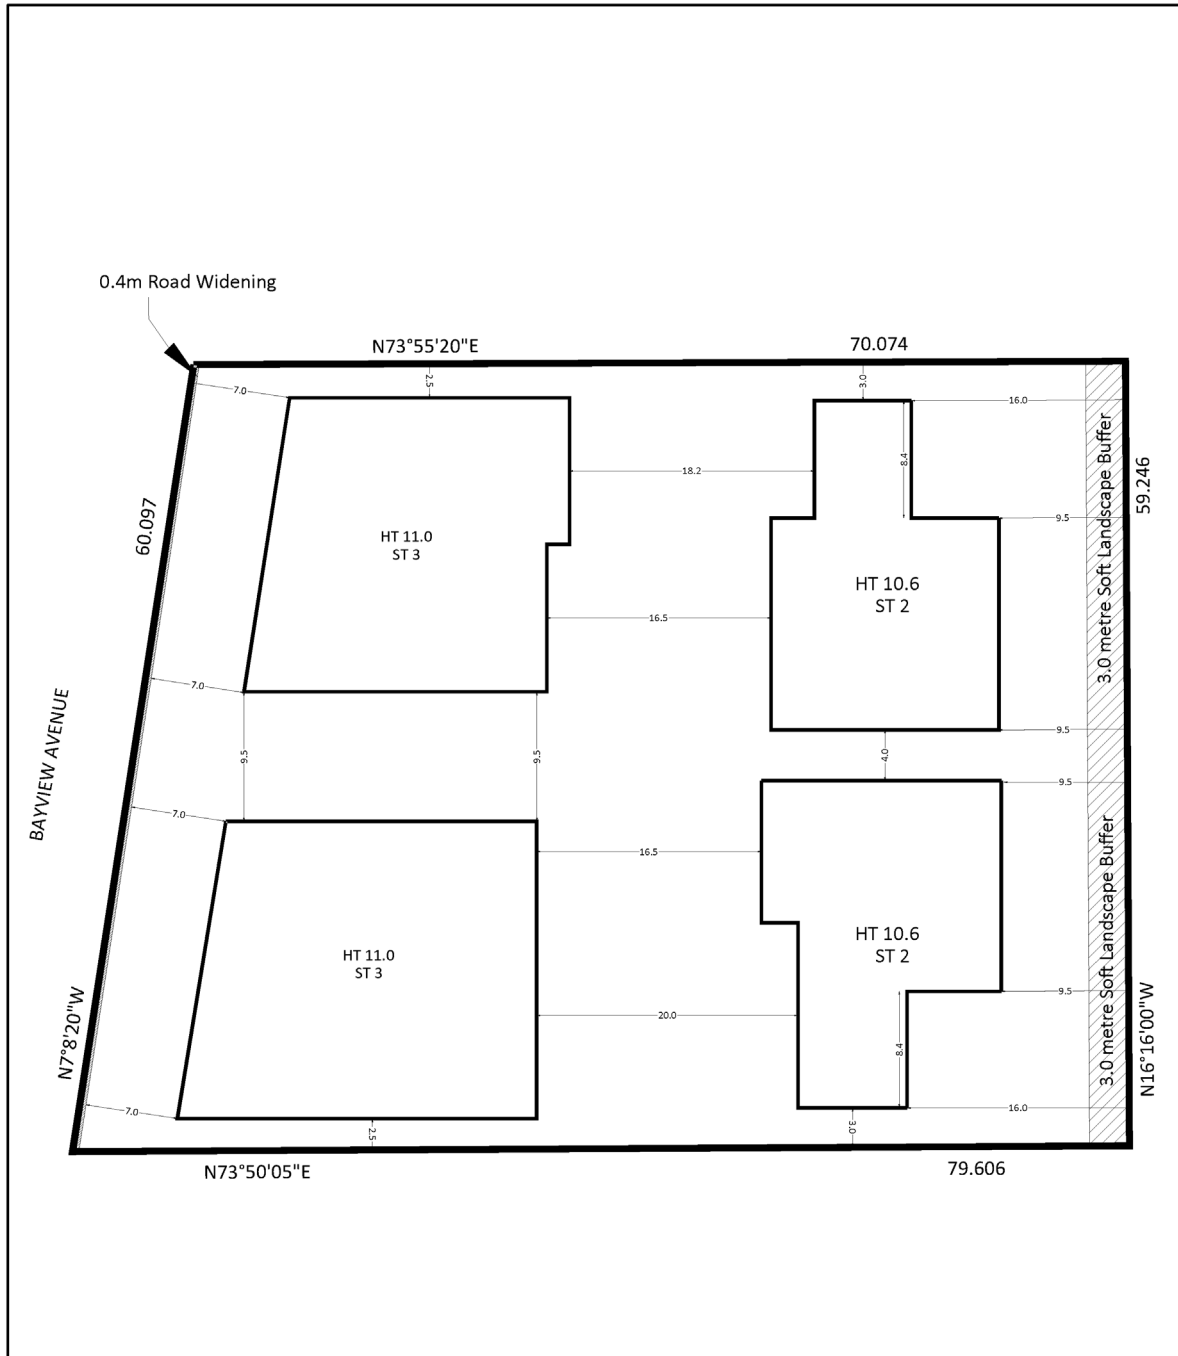 0.4m Road Widening
N73°55'20"E
70.074
7.0
2.5
3.0
16.0
8.4
18.2
9.5
3.0 metre Soft Landscape Buffer
59.246
60.097
HT 11.0
ST 3
HT 10.6
ST 2
16.5
7.0
9.5
9.5
9.5
4.0
BAYVIEW AVENUE
7.0
9.5
16.5
3.0 metre Soft Landscape Buffer
HT 11.0
ST 3
HT 10.6
ST 2
9.5
20.0
8.4
N7°8'20"W
N16°16'00"W
7.0
2.5
3.0
16.0
N73°50'05"E
79.606